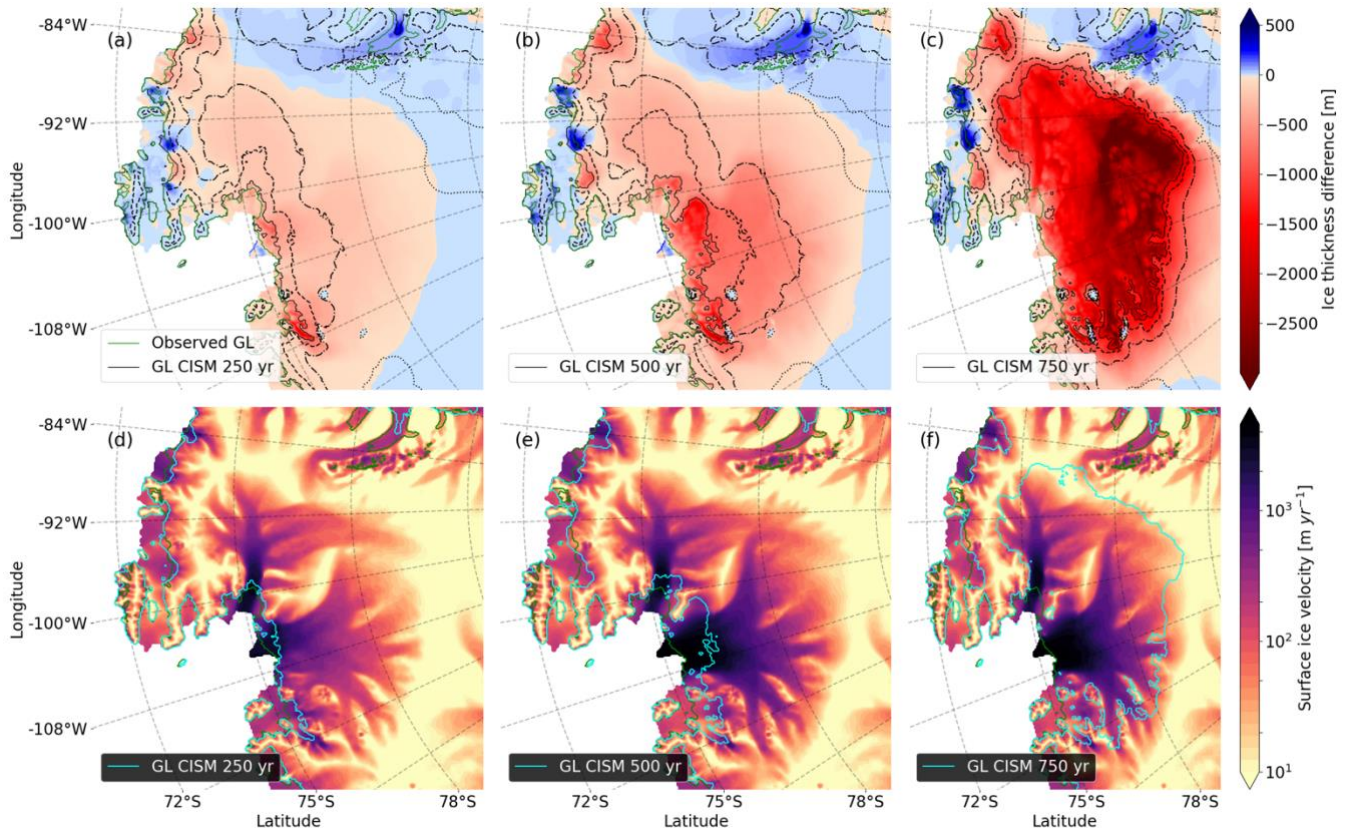 (a)
(b)
(c)
-84°W
-92°W
-100°W
-108°W
Longitude
Observed GL
GL CISM 250 yr
GL CISM 500 yr
GL CISM 750 yr
500
0
−500
−1000
−1500
−2000
−2500
Ice thickness difference [m]
(d)
(e)
(f)
-84°W
-92°W
-100°W
-108°W
Longitude
GL CISM 250 yr
GL CISM 500 yr
GL CISM 750 yr
10³
10²
10¹
Surface ice velocity [m yr⁻¹]
72°S 75°S 78°S
72°S 75°S 78°S
72°S 75°S 78°S
Latitude
Latitude
Latitude